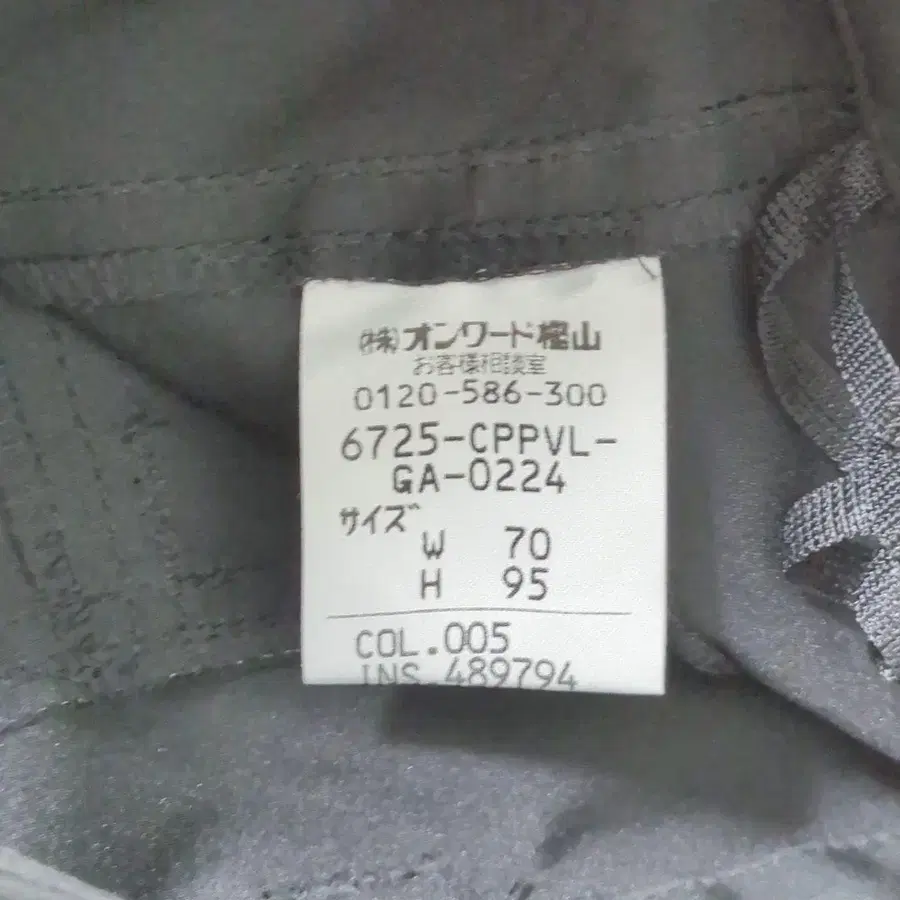 (株)オンワード樫山
お客様相談室
0120-586-300
6725-CPPVL-
GA-0224
サイズ
W 70
H 95
COL.005
INS.489794